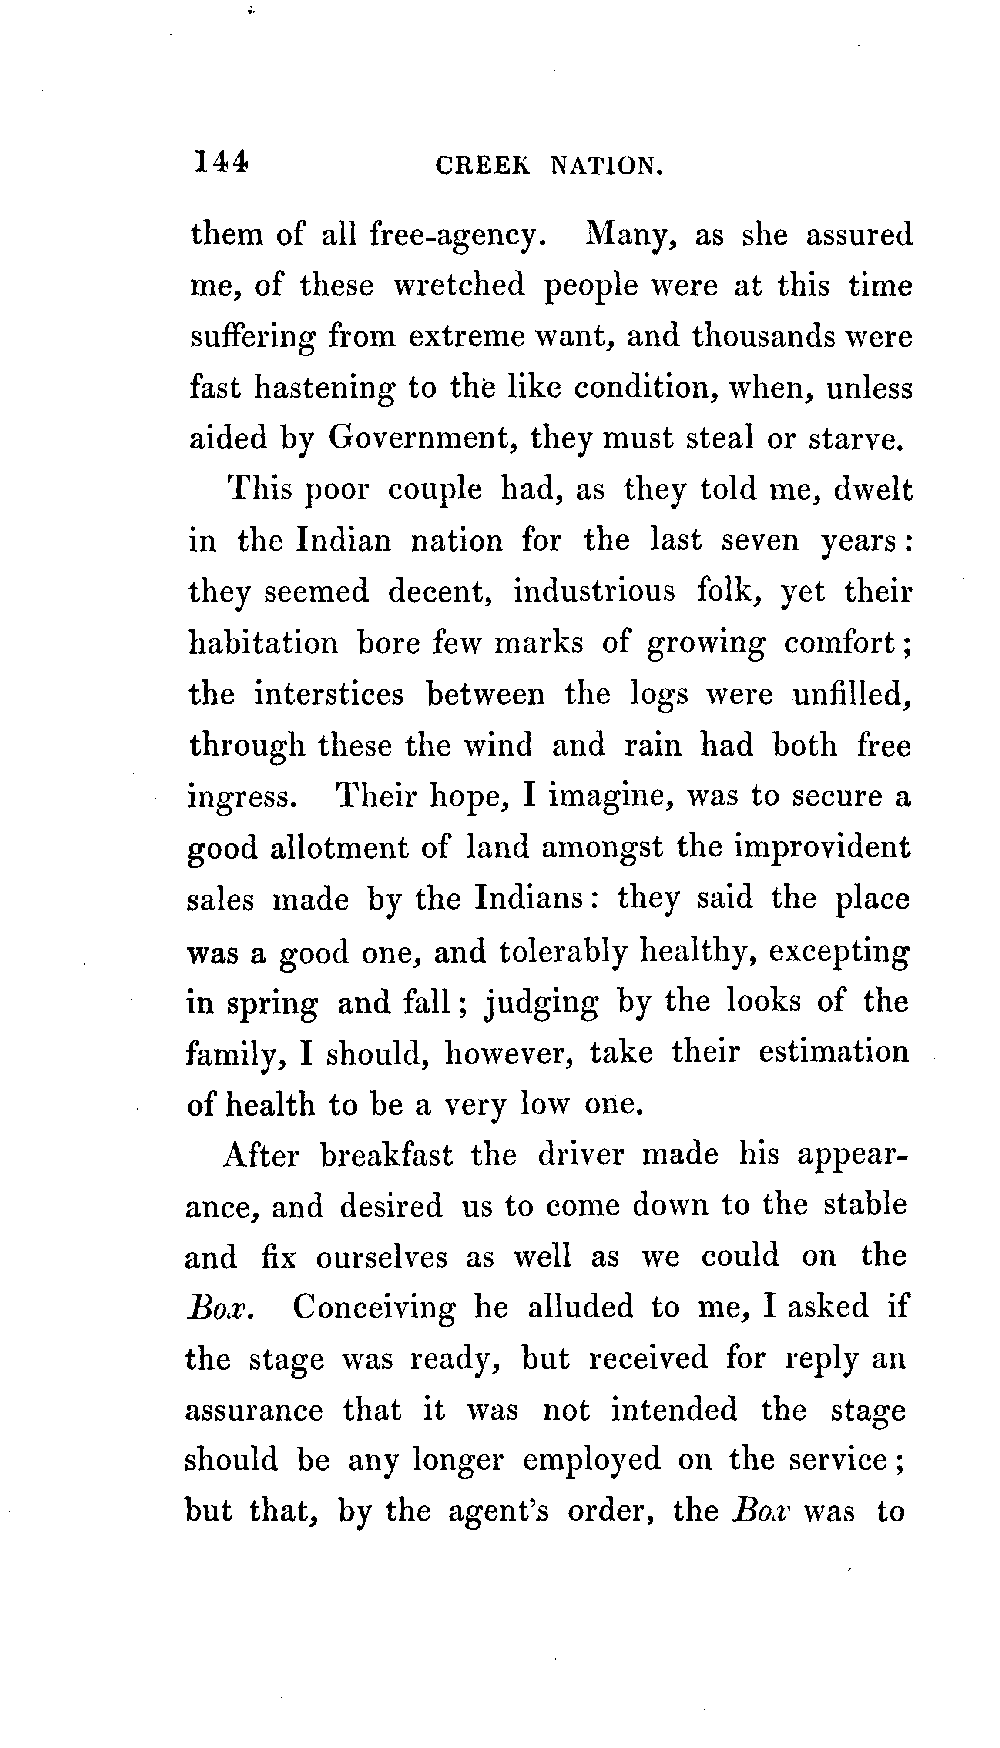 144 CREEK NATION.
them of all free-agency. Many, as she assured
me, of these wretched people were at this time
suffering from extreme want, and thousands were
fast hastening to the like condition, when, unless
aided by Government, they must steal or starve.
This poor couple had, as they told me, dwelt
in the Indian nation for the last seven years :
they seemed decent, industrious folk, yet their
habitation bore few marks of growing comfort ;
the interstices between the logs were unfilled,
through these the wind and rain had both free
ingress. Their hope, I imagine, was to secure a
good allotment of land amongst the improvident
sales made by the Indians : they said the place
was a good one, and tolerably healthy, excepting
in spring and fall ; judging by the looks of the
family, I should, however, take their estimation
of health to be a very low one.
After breakfast the driver made his appear-
ance, and desired us to come down to the stable
and fix ourselves as well as we could on the
Box. Conceiving he alluded to me, I asked if
the stage was ready, but received for reply an
assurance that it was not intended the stage
should be any longer employed on the service ;
but that, by the agent's order, the Box was to